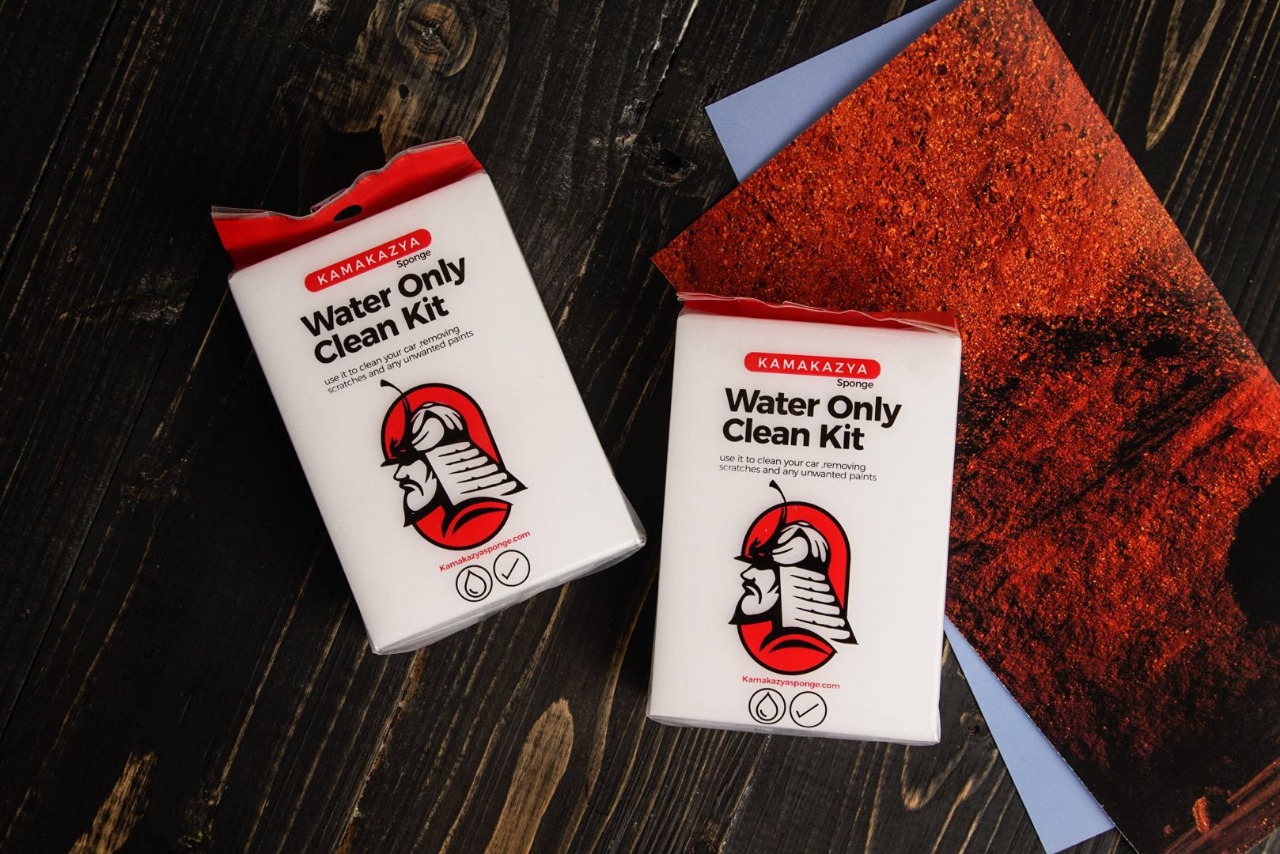 KAMAKAZYA
Sponge
Water Only
Clean Kit
use it to clean your car ,removing
scratches and any unwanted paints
Kamakazyasponge.com
KAMAKAZYA
Sponge
Water Only
Clean Kit
use it to clean your car ,removing
scratches and any unwanted paints
Kamakazyasponge.com